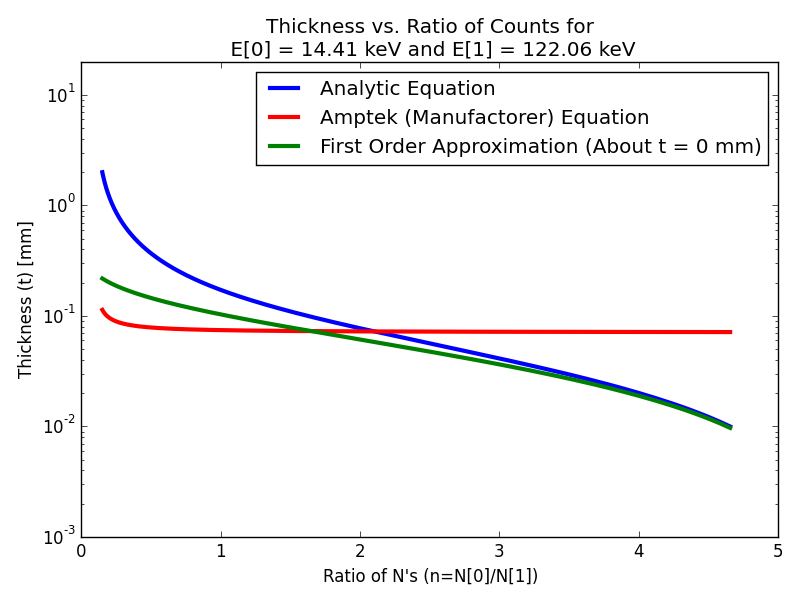 Thickness vs. Ratio of Counts for
E[0] = 14.41 keV and E[1] = 122.06 keV
Analytic Equation
Amptek (Manufactorer) Equation
First Order Approximation (About t = 0 mm)
Thickness (t) [mm]
10^1
10^0
10^-1
10^-2
10^-3
0 1 2 3 4 5
Ratio of N's (n=N[0]/N[1])